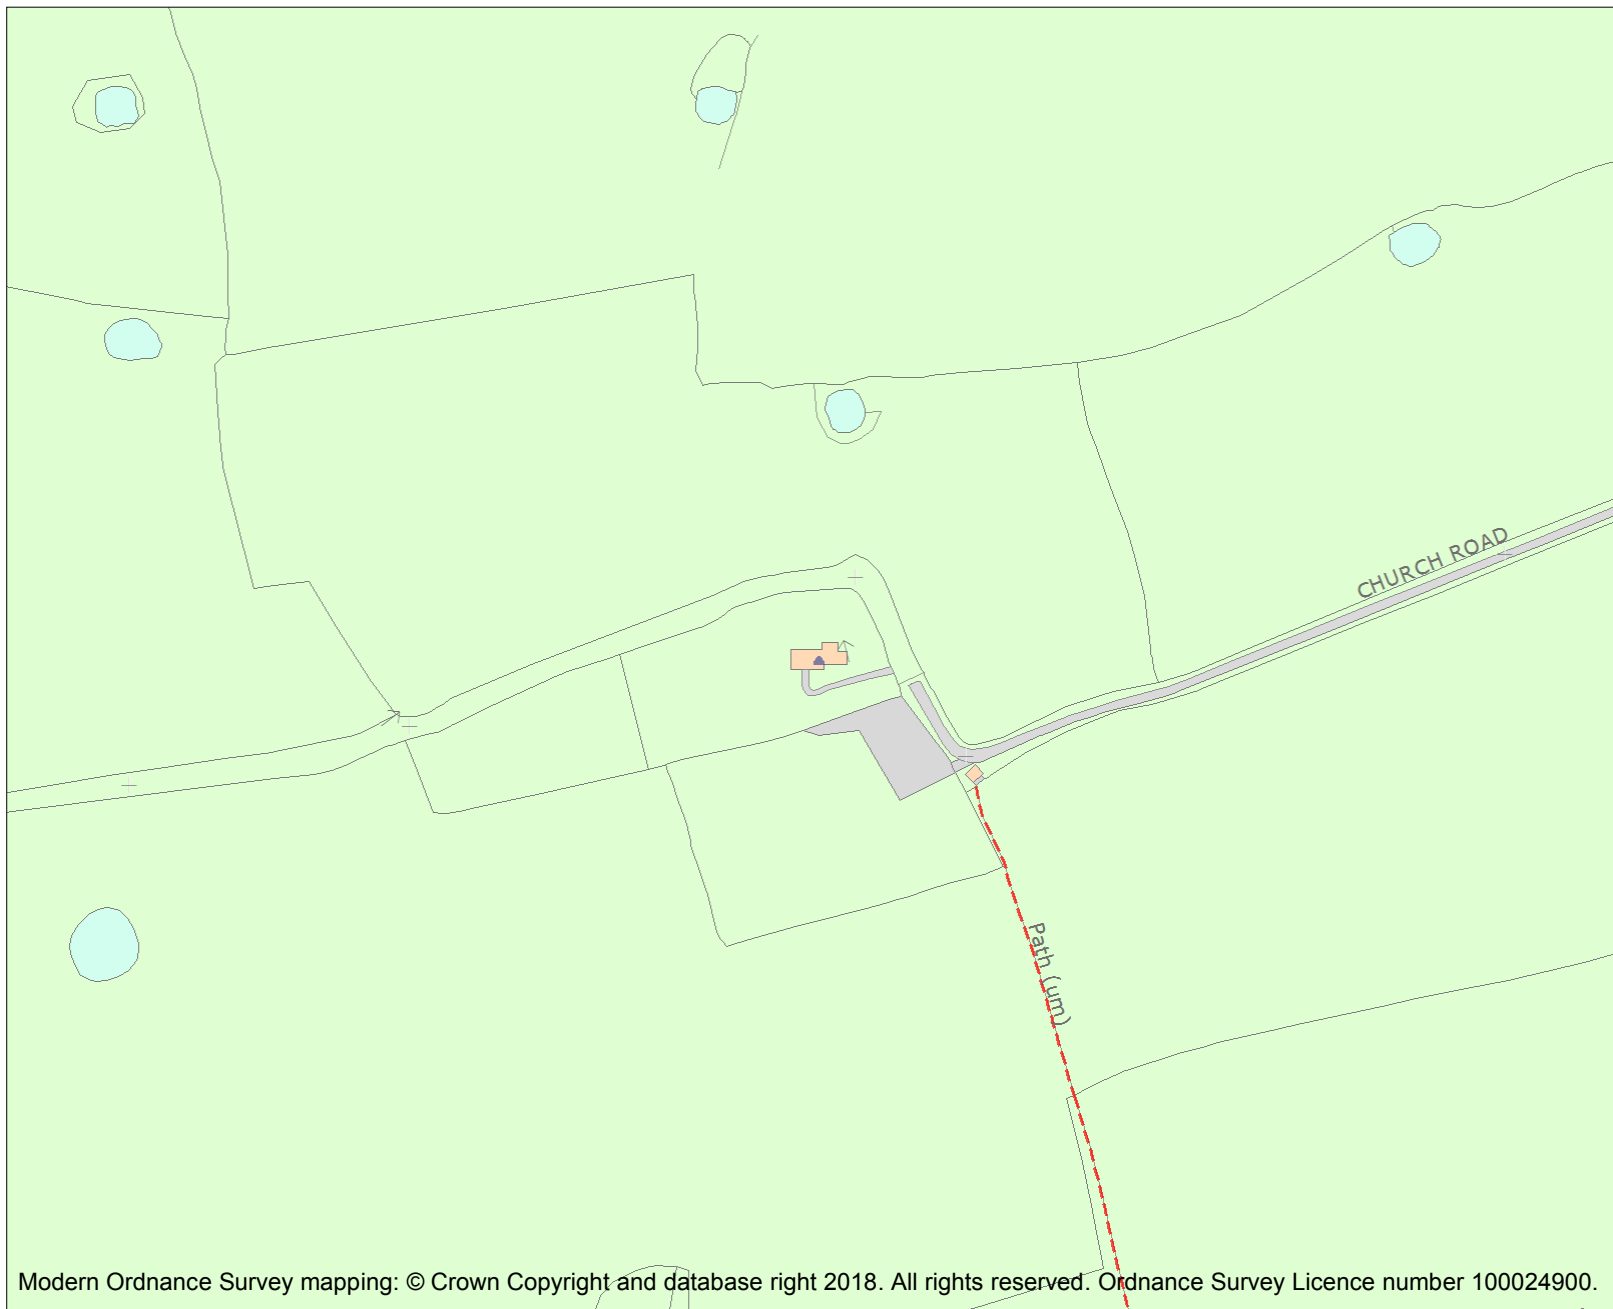 CHURCH ROAD
Path (um)
Modern Ordnance Survey mapping: © Crown Copyright and database right 2018. All rights reserved. Ordnance Survey Licence number 100024900.